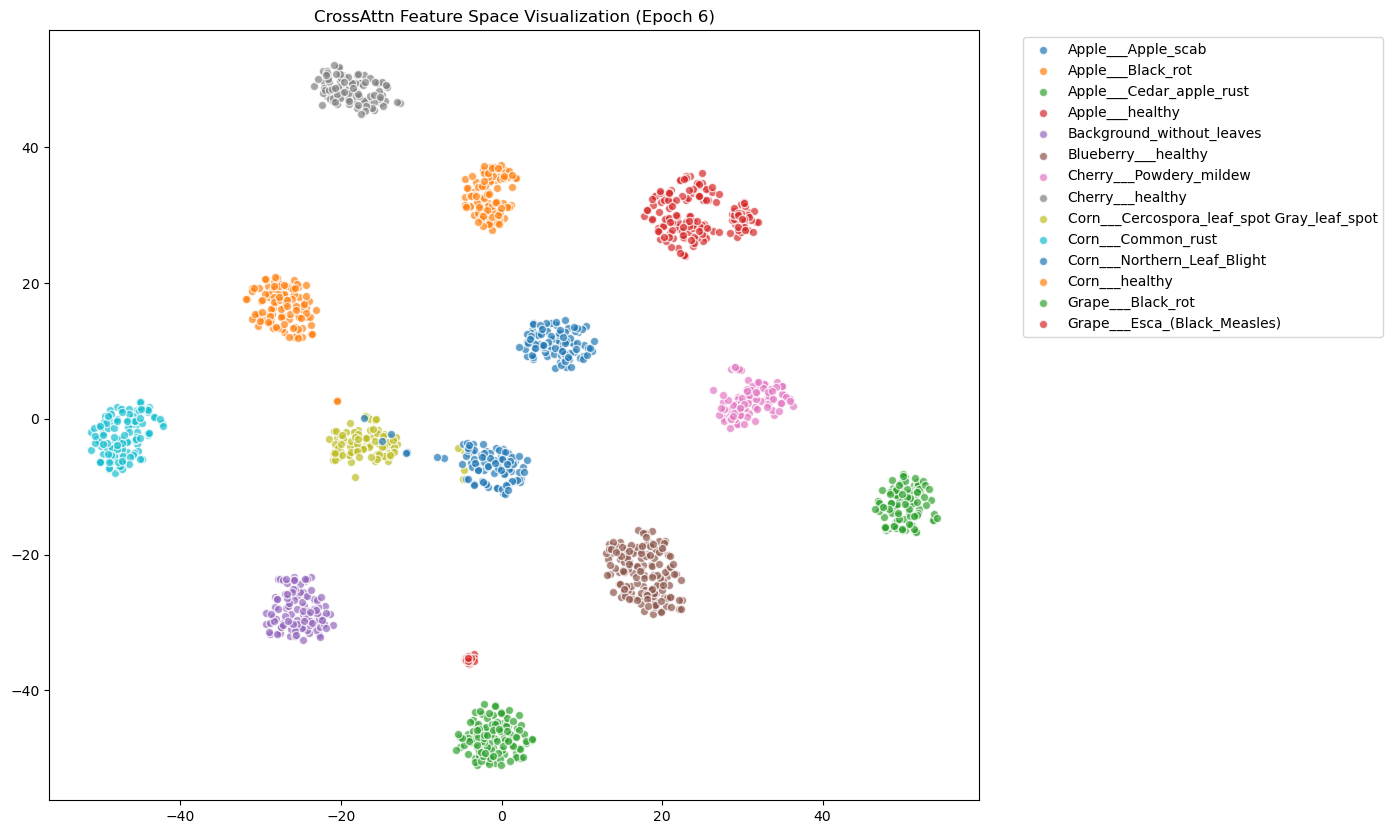 CrossAttn Feature Space Visualization (Epoch 6)
Apple___Apple_scab
Apple___Black_rot
Apple___Cedar_apple_rust
Apple___healthy
Background_without_leaves
Blueberry___healthy
Cherry___Powdery_mildew
Cherry___healthy
Corn___Cercospora_leaf_spot Gray_leaf_spot
Corn___Common_rust
Corn___Northern_Leaf_Blight
Corn___healthy
Grape___Black_rot
Grape___Esca_(Black_Measles)
40
20
0
−20
−40
−40 −20 0 20 40